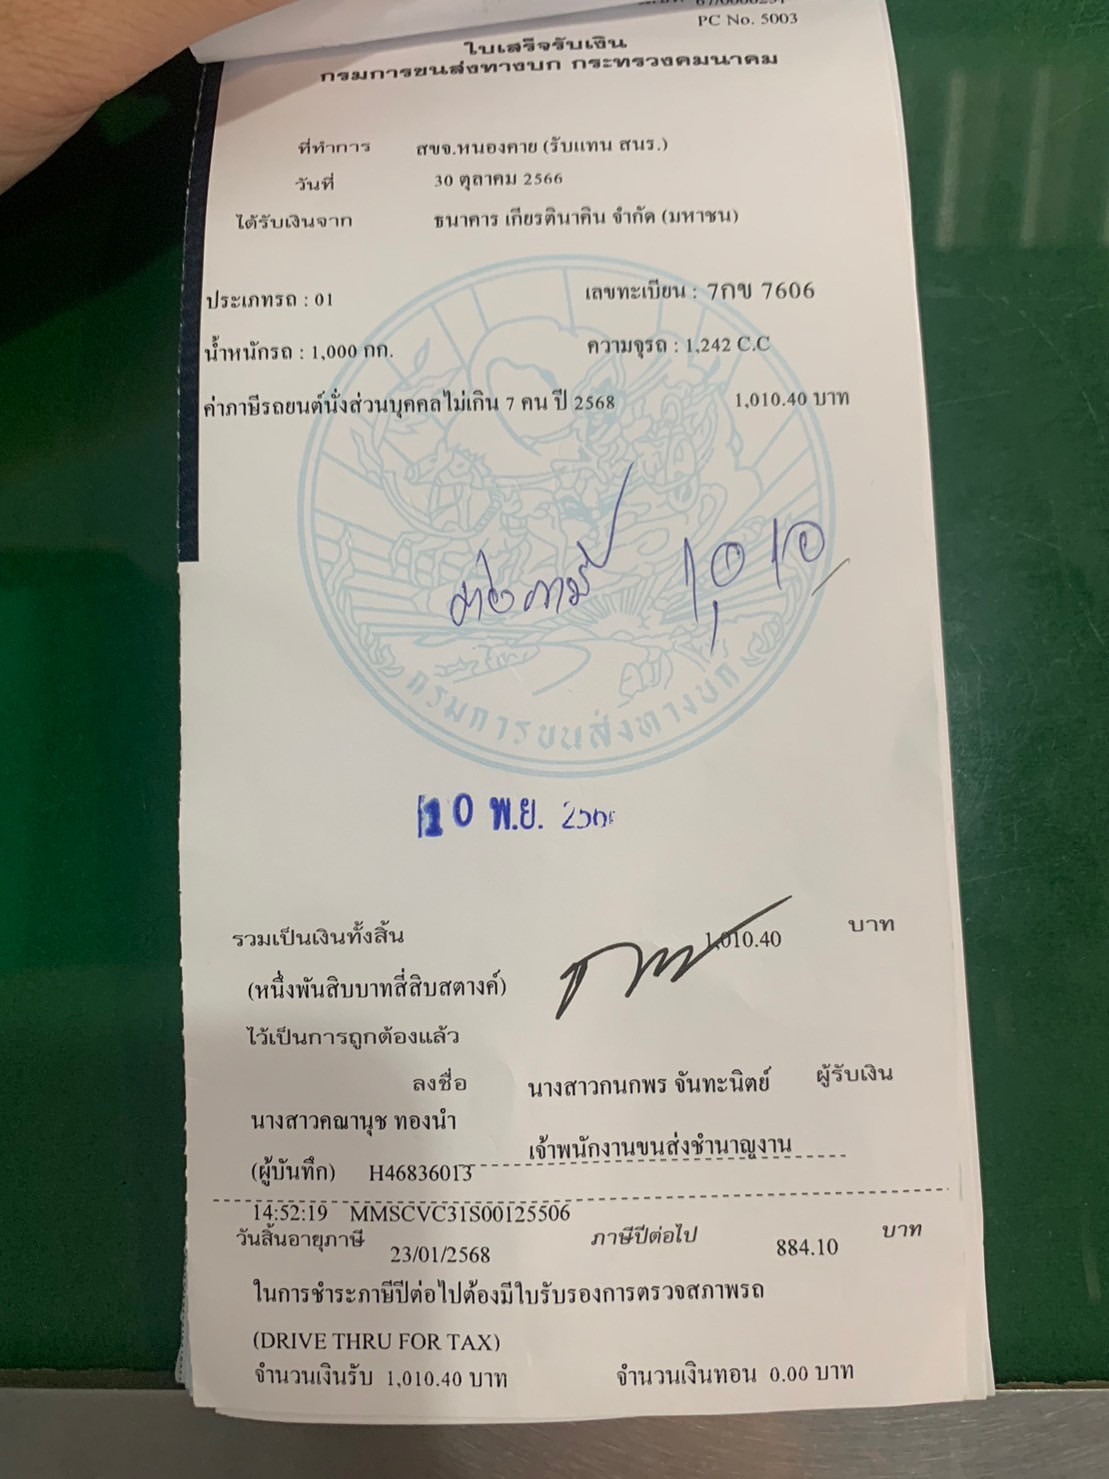 PC No. 5003
ใบเสร็จรับเงิน
กรมการขนส่งทางบก กระทรวงคมนาคม
ที่ทำการ สขจ.หนองคาย (รับแทน สนร.)
วันที่ 30 ตุลาคม 2566
ได้รับเงินจาก ธนาคาร เกียรตินาคิน จำกัด (มหาชน)
ประเภทรถ : 01 เลขทะเบียน : 7กข 7606
น้ำหนักรถ : 1,000 กก. ความจุรถ : 1,242 C.C
ค่าภาษีรถยนต์นั่งส่วนบุคคลไม่เกิน 7 คน ปี 2568 1,010.40 บาท
1,010
กรมการขนส่งทางบก
10 พ.ย.
รวมเป็นเงินทั้งสิ้น 1,010.40 บาท
(หนึ่งพันสิบบาทสี่สิบสตางค์)
ไว้เป็นการถูกต้องแล้ว
ลงชื่อ นางสาวกนกพร จันทะนิตย์ ผู้รับเงิน
นางสาวคณานุช ทองนำ
เจ้าพนักงานขนส่งชำนาญงาน
(ผู้บันทึก) H46836013
14:52:19 MMSCVC31S00125506
วันสิ้นอายุภาษี 23/01/2568 ภาษีปีต่อไป 884.10 บาท
ในการชำระภาษีปีต่อไปต้องมีใบรับรองการตรวจสภาพรถ
(DRIVE THRU FOR TAX)
จำนวนเงินรับ 1,010.40 บาท จำนวนเงินทอน 0.00 บาท